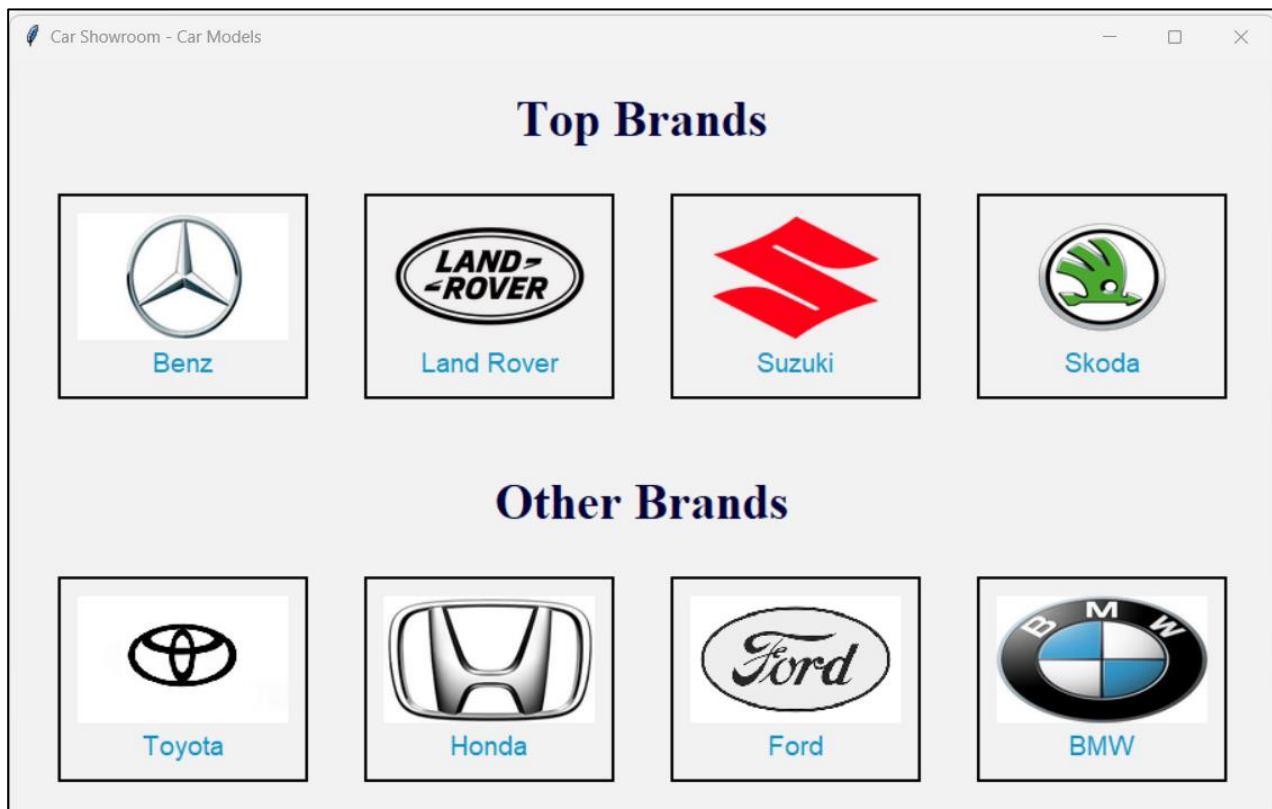 Car Showroom - Car Models
Top Brands
LAND-
-ROVER
Benz
Land Rover
Suzuki
Skoda
Other Brands
Ford
BMW
Toyota
Honda
Ford
BMW